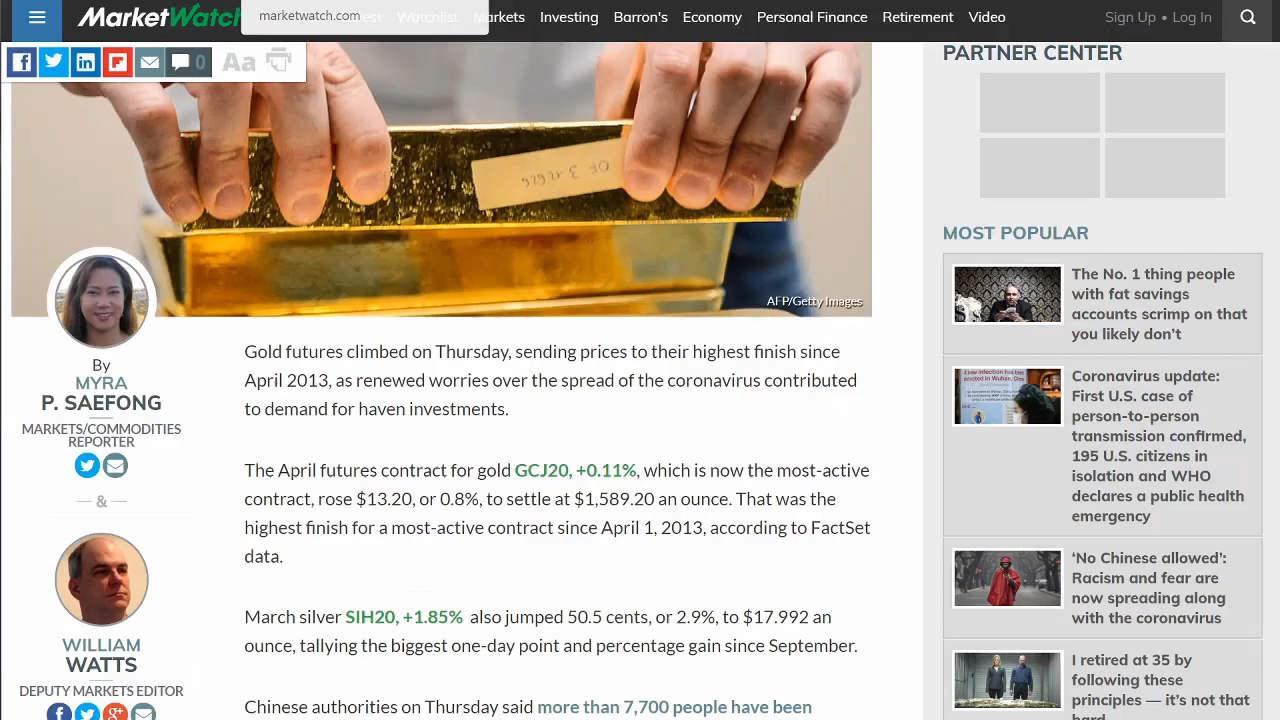 MarketWatch
marketwatch.com
Watchlist Markets Investing Barron's Economy Personal Finance Retirement Video
Sign Up • Log In
0
Aa
AFP/Getty Images
By
MYRA
P. SAEFONG
MARKETS/COMMODITIES
REPORTER
&
WILLIAM
WATTS
DEPUTY MARKETS EDITOR
Gold futures climbed on Thursday, sending prices to their highest finish since
April 2013, as renewed worries over the spread of the coronavirus contributed
to demand for haven investments.
The April futures contract for gold GCJ20, +0.11%, which is now the most-active
contract, rose $13.20, or 0.8%, to settle at $1,589.20 an ounce. That was the
highest finish for a most-active contract since April 1, 2013, according to FactSet
data.
March silver SIH20, +1.85% also jumped 50.5 cents, or 2.9%, to $17.992 an
ounce, tallying the biggest one-day point and percentage gain since September.
Chinese authorities on Thursday said more than 7,700 people have been
PARTNER CENTER
MOST POPULAR
The No. 1 thing people
with fat savings
accounts scrimp on that
you likely don't
Coronavirus update:
First U.S. case of
person-to-person
transmission confirmed,
195 U.S. citizens in
isolation and WHO
declares a public health
emergency
'No Chinese allowed':
Racism and fear are
now spreading along
with the coronavirus
I retired at 35 by
following these
principles — it's not that
hard